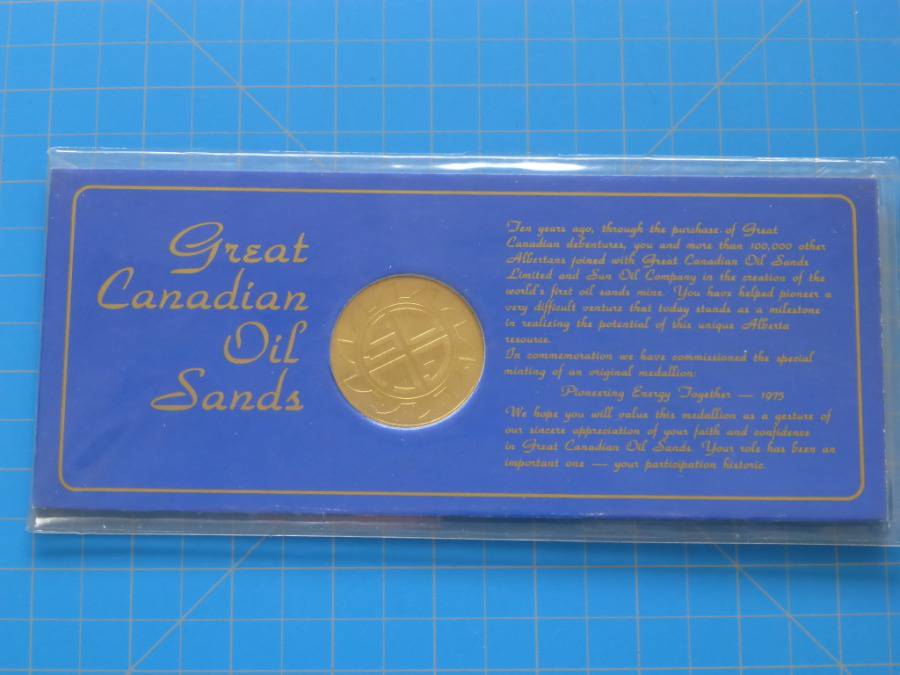 Great
Canadian
Oil
Sands
Ten years ago, through the purchase of Great
Canadian debentures, you and more than 100,000 other
Albertans joined with Great Canadian Oil Sands
Limited and Sun Oil Company in the creation of the
world's first oil sands mine. You have helped pioneer a
very difficult venture that today stands as a milestone
in realizing the potential of this unique Alberta
resource.
In commemoration we have commissioned the special
minting of an original medallion:
Pioneering Energy Together — 1975
We hope you will value this medallion as a gesture of
our sincere appreciation of your faith and confidence
in Great Canadian Oil Sands. Your role has been an
important one — your participation historic.